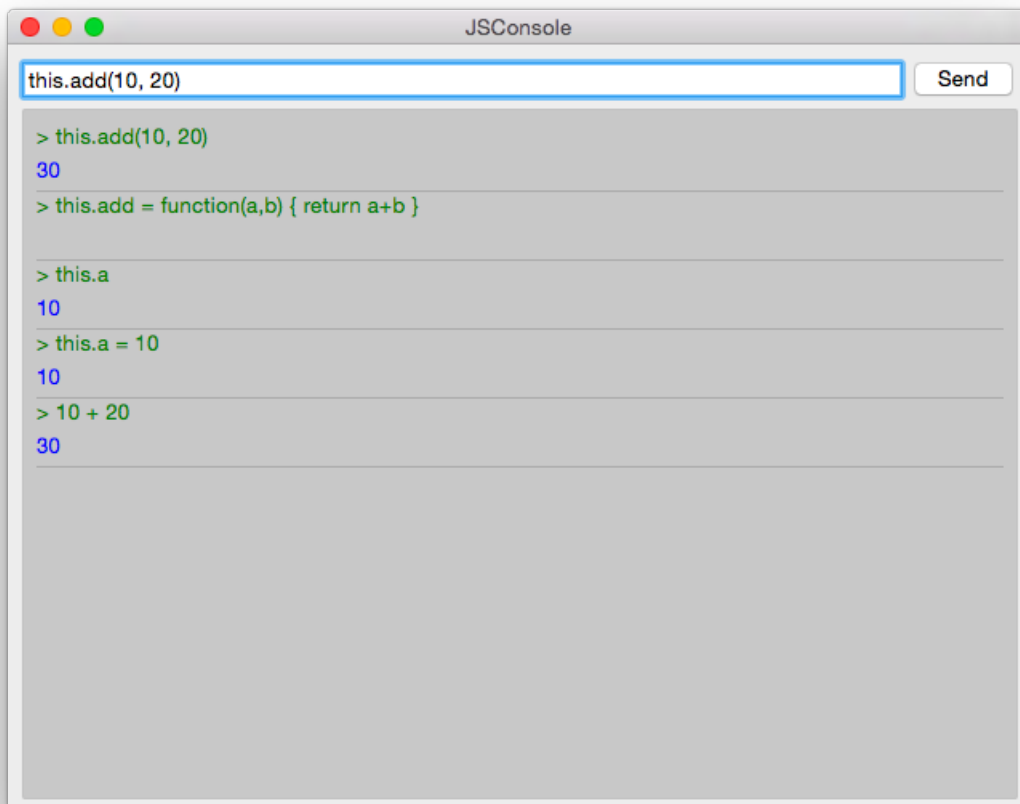 JSConsole
this.add(10, 20)
Send
> this.add(10, 20)
30
> this.add = function(a,b) { return a+b }
> this.a
10
> this.a = 10
10
> 10 + 20
30